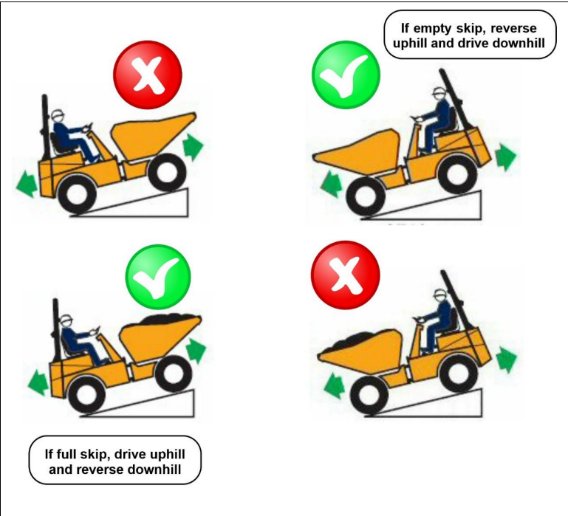 If empty skip, reverse
uphill and drive downhill
If full skip, drive uphill
and reverse downhill